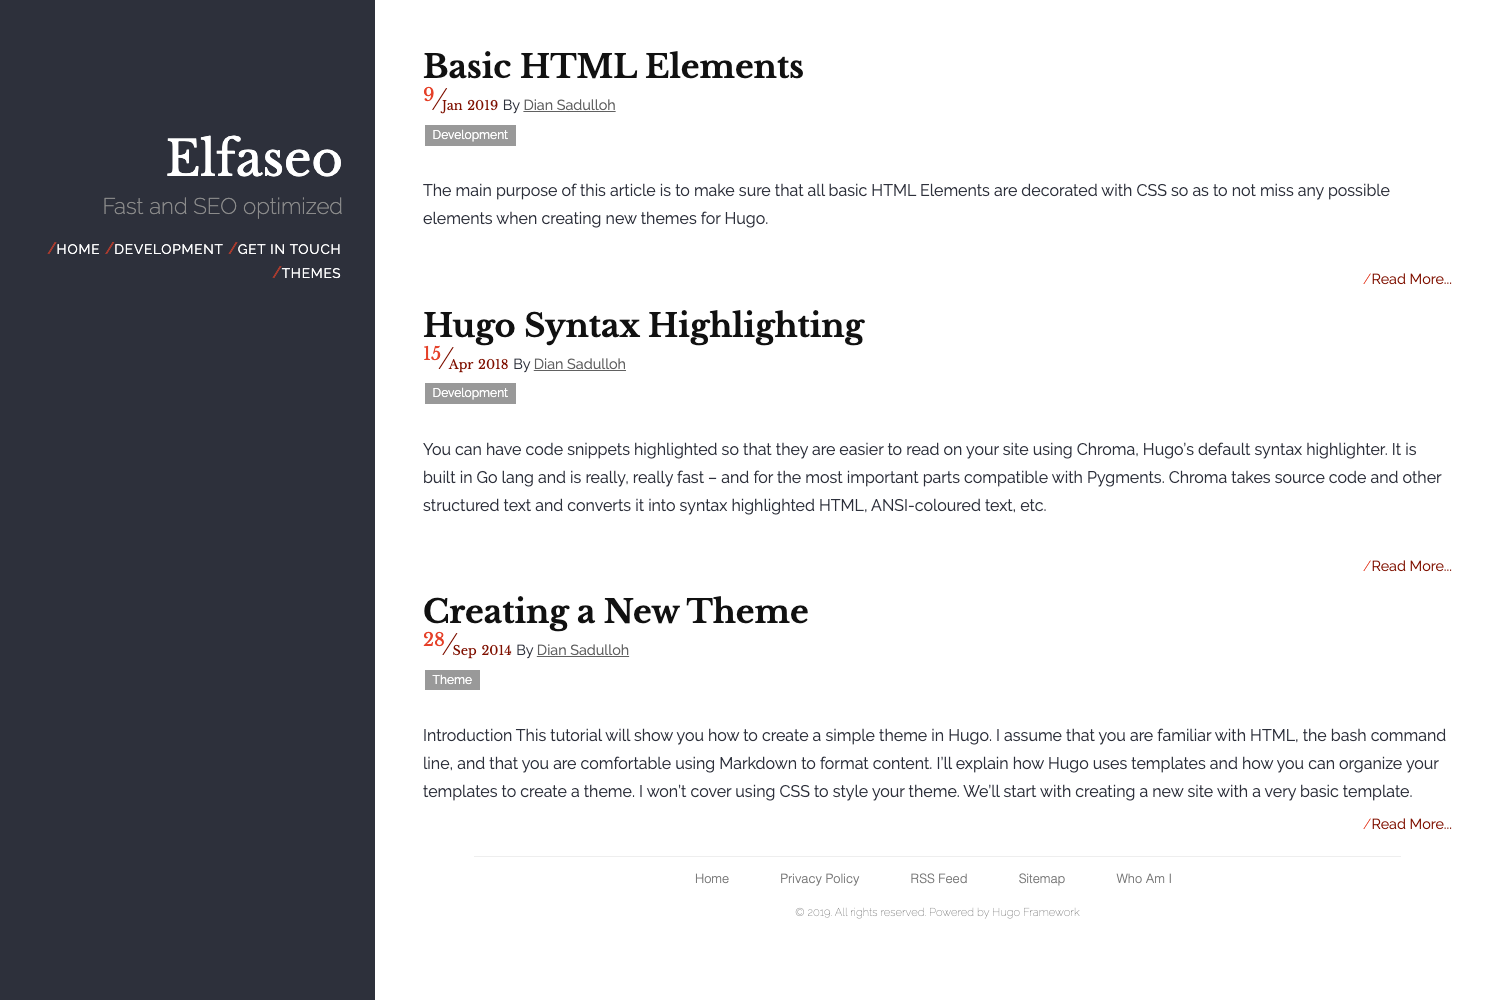 Elfaseo
Fast and SEO optimized
/HOME /DEVELOPMENT /GET IN TOUCH
/THEMES
Basic HTML Elements
9/Jan 2019 By Dian Sadulloh
Development
The main purpose of this article is to make sure that all basic HTML Elements are decorated with CSS so as to not miss any possible
elements when creating new themes for Hugo.
/Read More...
Hugo Syntax Highlighting
15/Apr 2018 By Dian Sadulloh
Development
You can have code snippets highlighted so that they are easier to read on your site using Chroma, Hugo’s default syntax highlighter. It is
built in Go lang and is really, really fast – and for the most important parts compatible with Pygments. Chroma takes source code and other
structured text and converts it into syntax highlighted HTML, ANSI-coloured text, etc.
/Read More...
Creating a New Theme
28/Sep 2014 By Dian Sadulloh
Theme
Introduction This tutorial will show you how to create a simple theme in Hugo. I assume that you are familiar with HTML, the bash command
line, and that you are comfortable using Markdown to format content. I’ll explain how Hugo uses templates and how you can organize your
templates to create a theme. I won’t cover using CSS to style your theme. We’ll start with creating a new site with a very basic template.
/Read More...
Home Privacy Policy RSS Feed Sitemap Who Am I
© 2019. All rights reserved. Powered by Hugo Framework